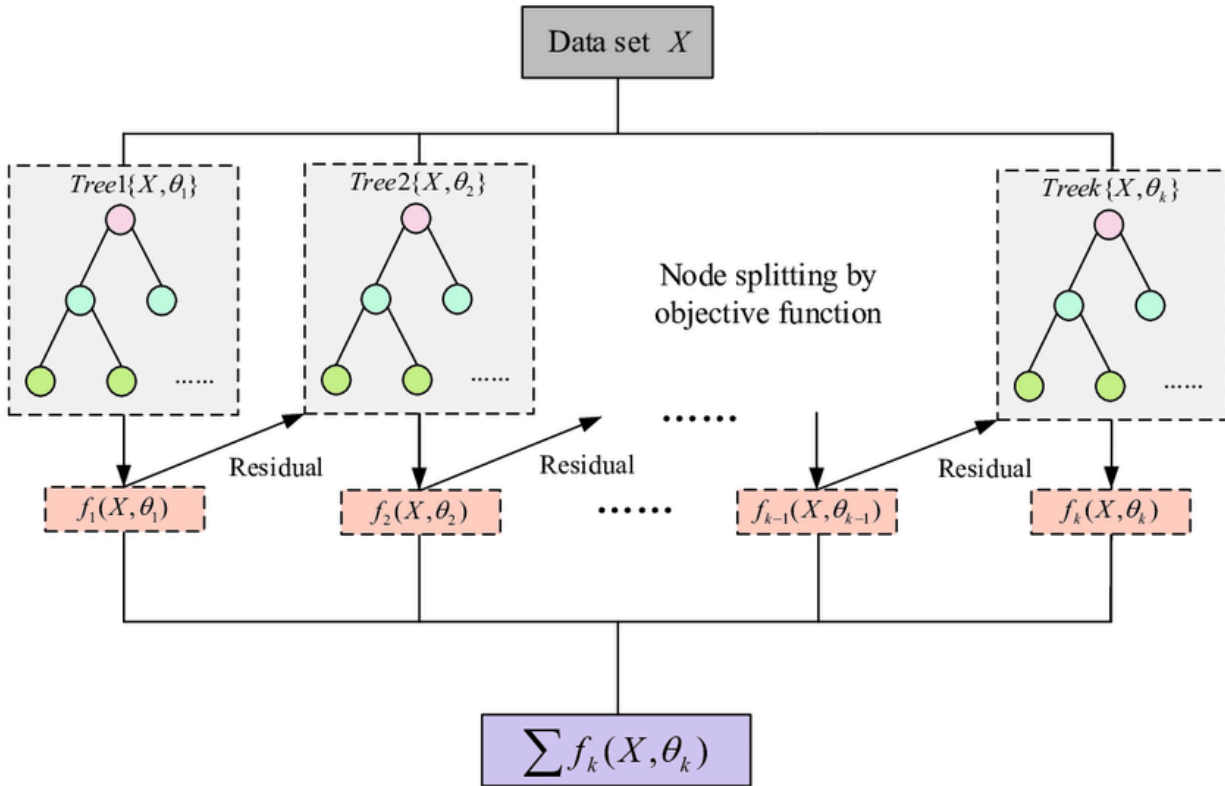 Data set X
Tree1{X,θ₁}
Tree2{X,θ₂}
Treek{X,θₖ}
Node splitting by
objective function
......
......
......
......
Residual
Residual
Residual
f₁(X,θ₁)
f₂(X,θ₂)
......
fₖ₋₁(X,θₖ₋₁)
fₖ(X,θₖ)
∑fₖ(X,θₖ)